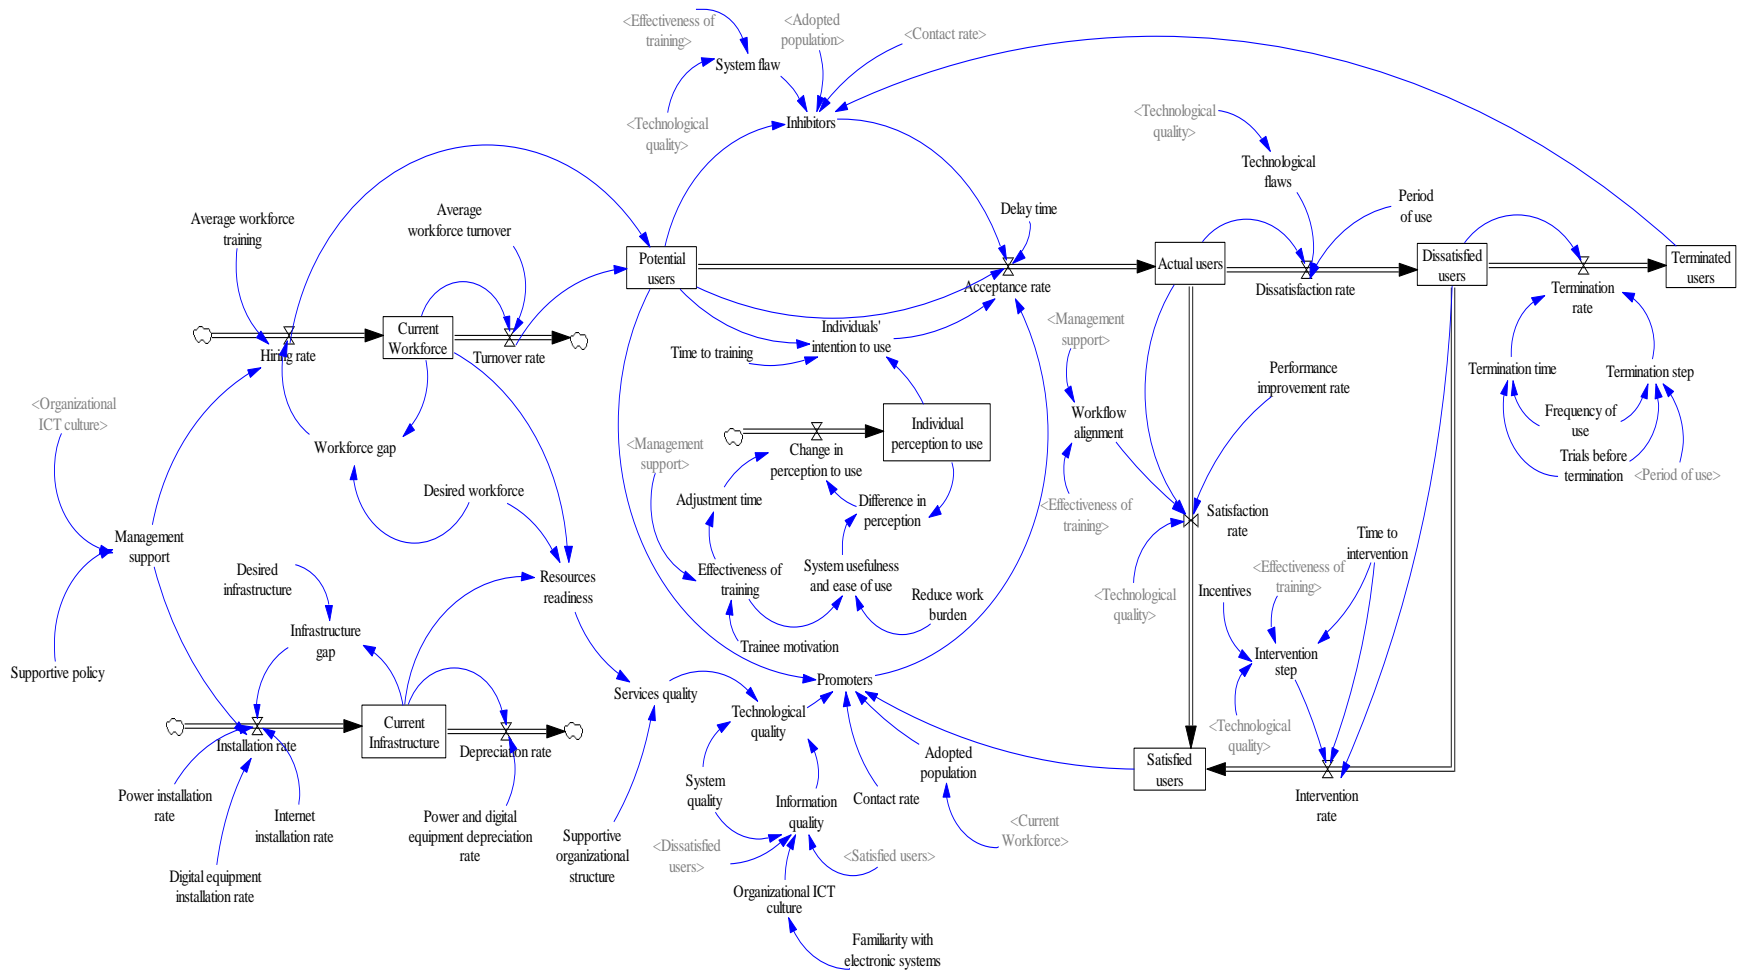 <Effectiveness of
training>
<Adopted
population>
<Contact rate>
System flaw
<Technological
quality>
Inhibitors
<Technological
quality>
Technological
flaws
Average workforce
training
Average
workforce turnover
Delay time
Period
of use
Potential
users
Actual users
Dissatisfied
users
Terminated
users
Acceptance rate
Dissatisfaction rate
Termination
rate
Current
Workforce
Hiring rate
Turnover rate
Individuals'
intention to use
Time to training
<Management
support>
Performance
improvement rate
Termination time
Termination step
<Organizational
ICT culture>
Workflow
alignment
Frequency of
use
Individual
perception to use
Workforce gap
<Management
support>
Change in
perception to use
Trials before
termination
<Period of use>
Desired workforce
Adjustment time
Difference in
perception
<Effectiveness of
training>
Satisfaction
rate
Management
support
Time to
intervention
Desired
infrastructure
Resources
readiness
Effectiveness of
training
System usefulness
and ease of use
Reduce work
burden
<Technological
quality>
Incentives
<Effectiveness of
training>
Infrastructure
gap
Trainee motivation
Intervention
step
Supportive policy
Services quality
Promoters
Technological
quality
<Technological
quality>
Current
Infrastructure
Installation rate
Depreciation rate
Adopted
population
Satisfied
users
Power installation
rate
Internet
installation rate
Power and digital
equipment depreciation
rate
System
quality
Information
quality
Contact rate
Intervention
rate
<Current
Workforce>
Supportive
organizational
structure
<Dissatisfied
users>
<Satisfied users>
Digital equipment
installation rate
Organizational ICT
culture
Familiarity with
electronic systems